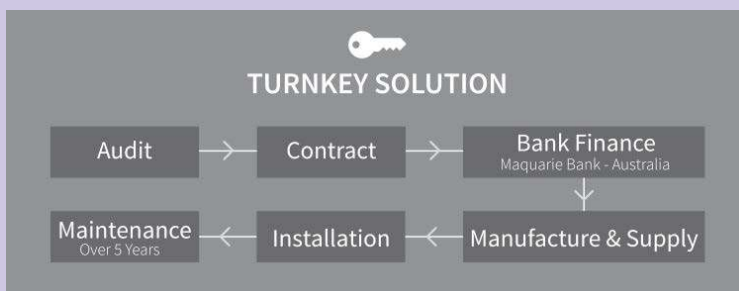 TURNKEY SOLUTION
Audit
Contract
Bank Finance
Maquarie Bank - Australia
Manufacture & Supply
Installation
Maintenance
Over 5 Years